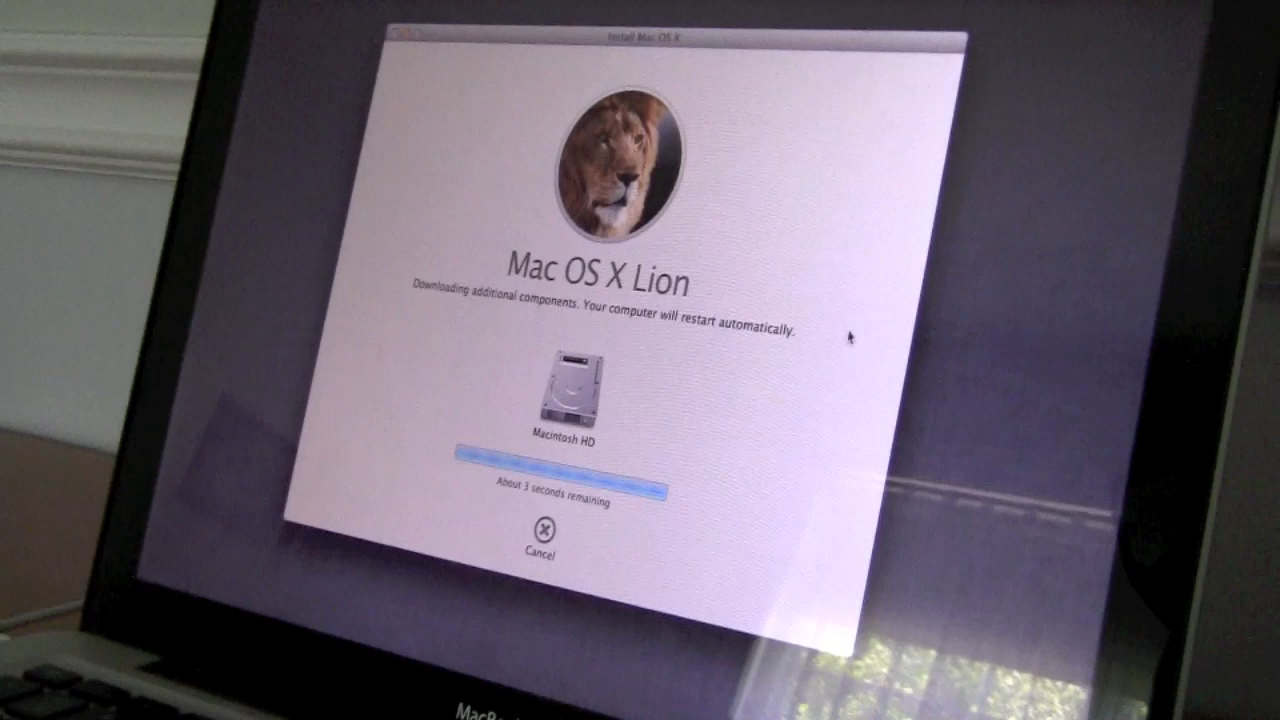 Install Mac OS X
Mac OS X Lion
Downloading additional components. Your computer will restart automatically.
Macintosh HD
About 3 seconds remaining
Cancel